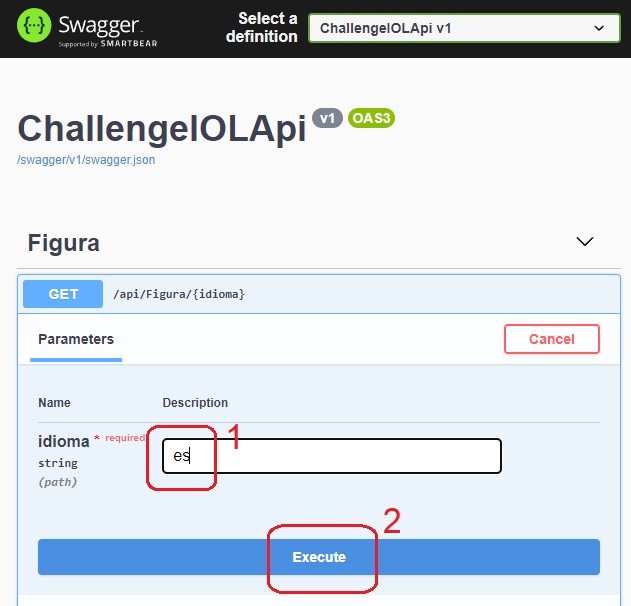 Swagger
Supported by SMARTBEAR
Select a
definition
ChallengeIOLApi v1
ChallengeIOLApi v1 OAS3
/swagger/v1/swagger.json
Figura
GET /api/Figura/{idioma}
Parameters
Cancel
Name Description
idioma * required
string
(path)
es
1
2
Execute